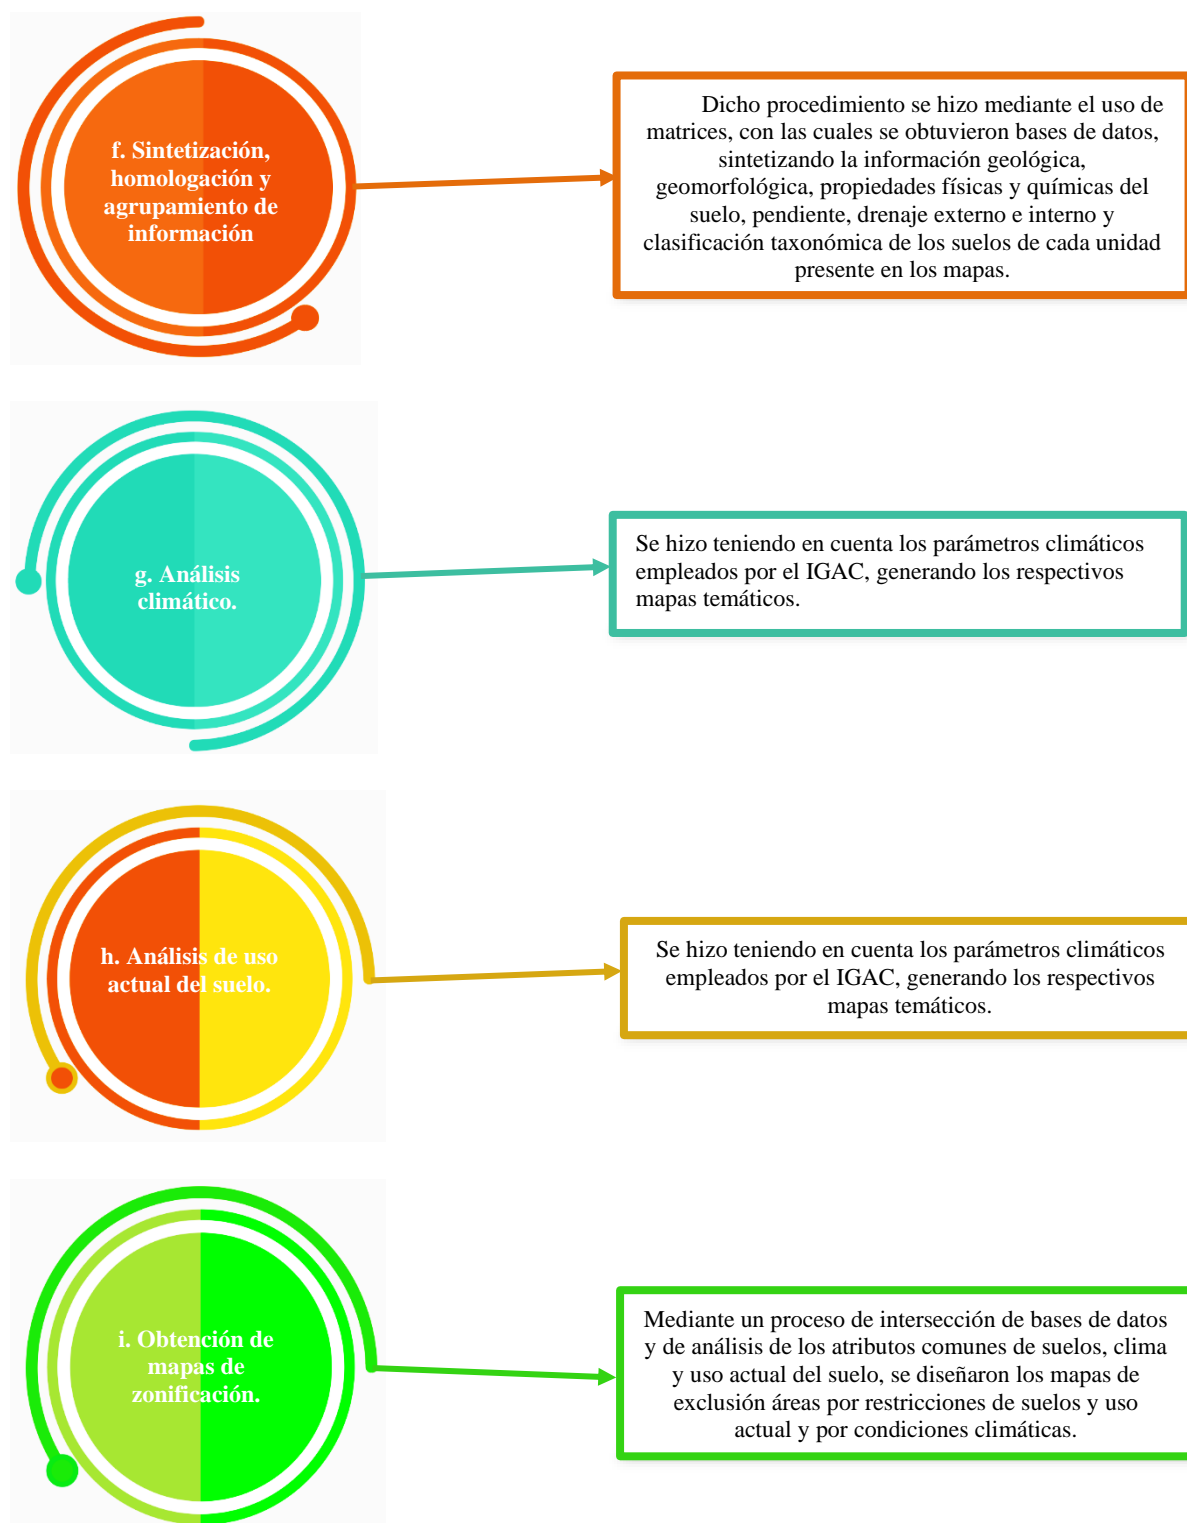 f. Sintetización,
homologación y
agrupamiento de
información
Dicho procedimiento se hizo mediante el uso de
matrices, con las cuales se obtuvieron bases de datos,
sintetizando la información geológica,
geomorfológica, propiedades físicas y químicas del
suelo, pendiente, drenaje externo e interno y
clasificación taxonómica de los suelos de cada unidad
presente en los mapas.
g. Análisis
climático.
Se hizo teniendo en cuenta los parámetros climáticos
empleados por el IGAC, generando los respectivos
mapas temáticos.
h. Análisis de uso
actual del suelo.
Se hizo teniendo en cuenta los parámetros climáticos
empleados por el IGAC, generando los respectivos
mapas temáticos.
i. Obtención de
mapas de
zonificación.
Mediante un proceso de intersección de bases de datos
y de análisis de los atributos comunes de suelos, clima
y uso actual del suelo, se diseñaron los mapas de
exclusión áreas por restricciones de suelos y uso
actual y por condiciones climáticas.